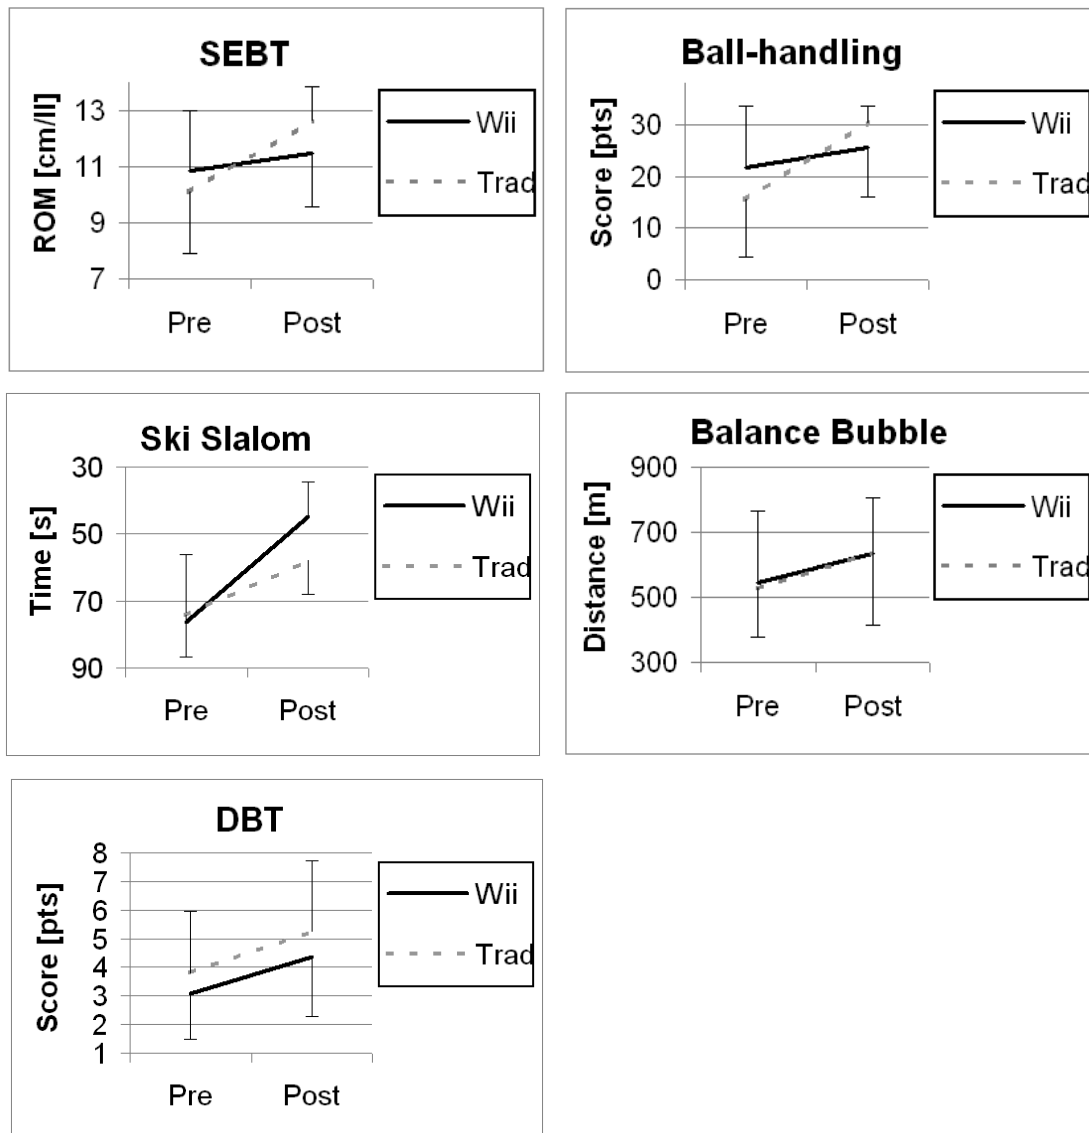 SEBT
ROM [cm/ll]
13
11
9
7
Pre Post
Wii
Trad
Ball-handling
Score [pts]
30
20
10
0
Pre Post
Wii
Trad
Ski Slalom
Time [s]
30
50
70
90
Pre Post
Wii
Trad
Balance Bubble
Distance [m]
900
700
500
300
Pre Post
Wii
Trad
DBT
Score [pts]
8
7
6
5
4
3
2
1
Pre Post
Wii
Trad